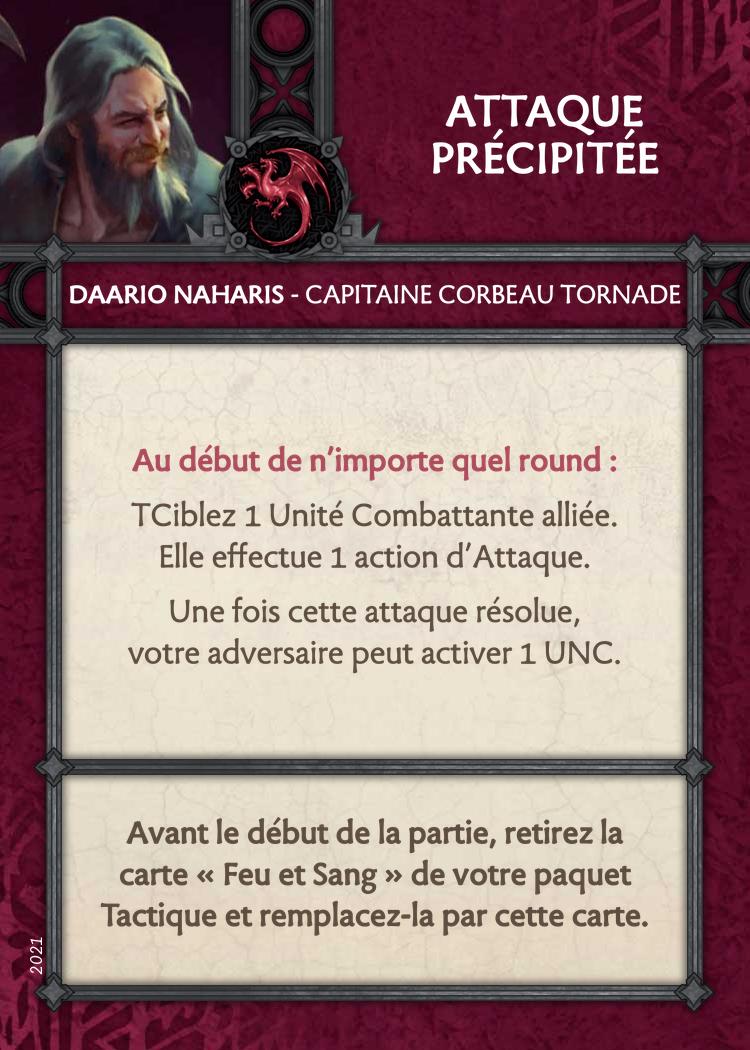 ATTAQUE
PRÉCIPITÉE
DAARIO NAHARIS - CAPITAINE CORBEAU TORNADE
Au début de n’importe quel round :
TCiblez 1 Unité Combattante alliée.
Elle effectue 1 action d’Attaque.
Une fois cette attaque résolue,
votre adversaire peut activer 1 UNC.
Avant le début de la partie, retirez la
carte « Feu et Sang » de votre paquet
Tactique et remplacez-la par cette carte.
2021